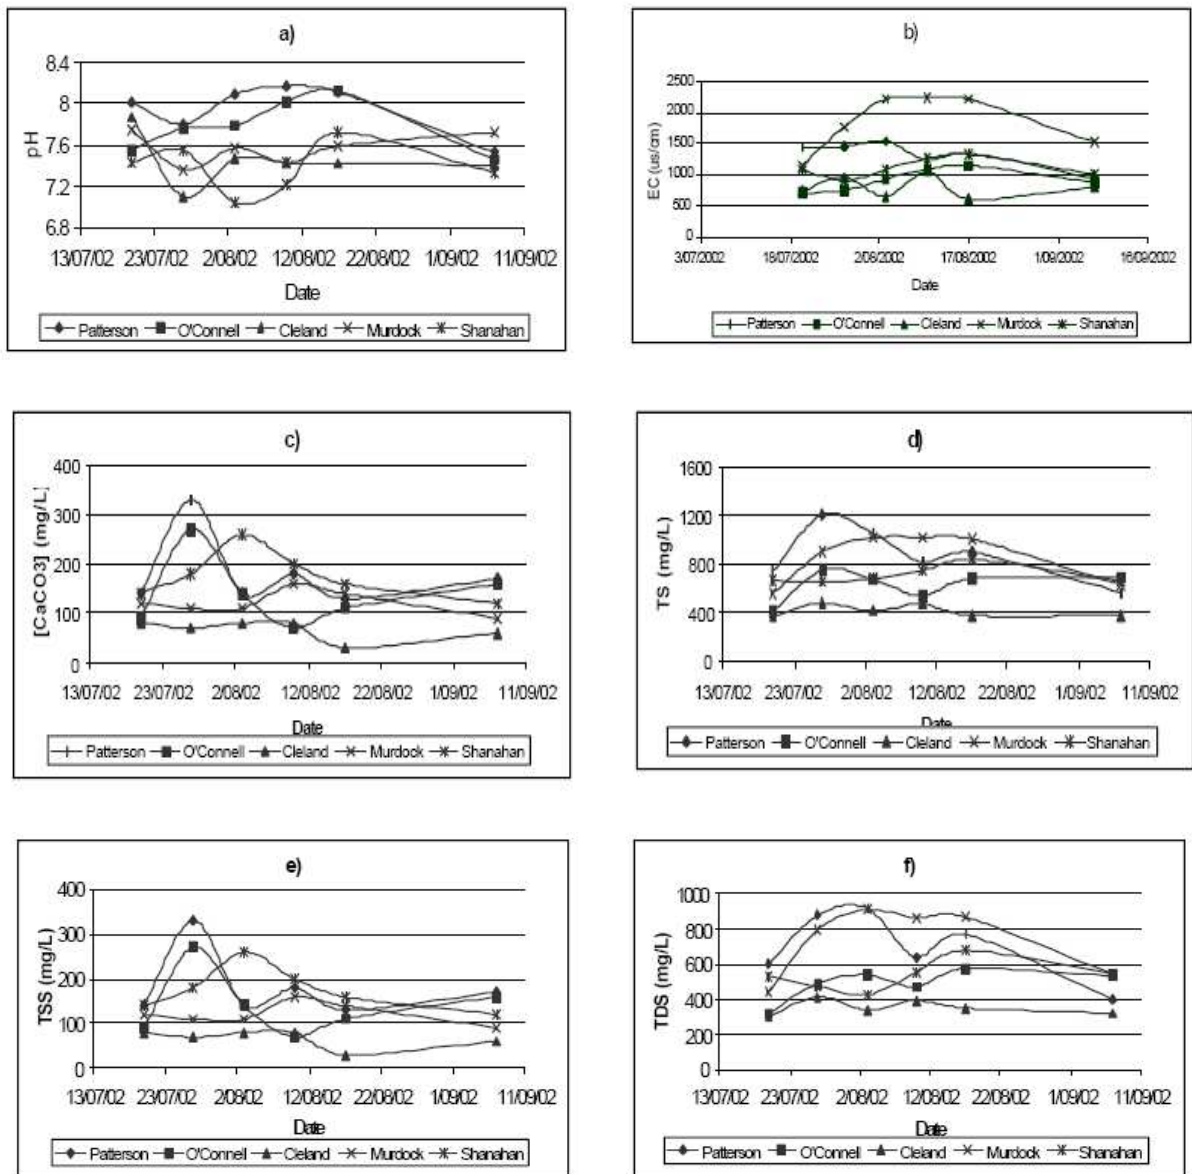 a)
pH
8.4
8
7.6
7.2
6.8
13/07/02 23/07/02 2/08/02 12/08/02 22/08/02 1/09/02 11/09/02
Date
Patterson O'Connell Cleland Murdock Shanahan
b)
EC (us/cm)
2500
2000
1500
1000
500
0
3/07/2002 18/07/2002 2/08/2002 17/08/2002 1/09/2002 16/09/2002
Date
Patterson O'Connell Cleland Murdock Shanahan
c)
[CaCO3] (mg/L]
400
300
200
100
0
13/07/02 23/07/02 2/08/02 12/08/02 22/08/02 1/09/02 11/09/02
Date
Patterson O'Connell Cleland Murdock Shanahan
d)
TS (mg/L)
1600
1200
800
400
0
13/07/02 23/07/02 2/08/02 12/08/02 22/08/02 1/09/02 11/09/02
Date
Patterson O'Connell Cleland Murdock Shanahan
e)
TSS (mg/L)
400
300
200
100
0
13/07/02 23/07/02 2/08/02 12/08/02 22/08/02 1/09/02 11/09/02
Date
Patterson O'Connell Cleland Murdock Shanahan
f)
TDS (mg/L)
1000
800
600
400
200
0
13/07/02 23/07/02 2/08/02 12/08/02 22/08/02 1/09/02 11/09/02
Date
Patterson O'Connell Cleland Murdock Shanahan